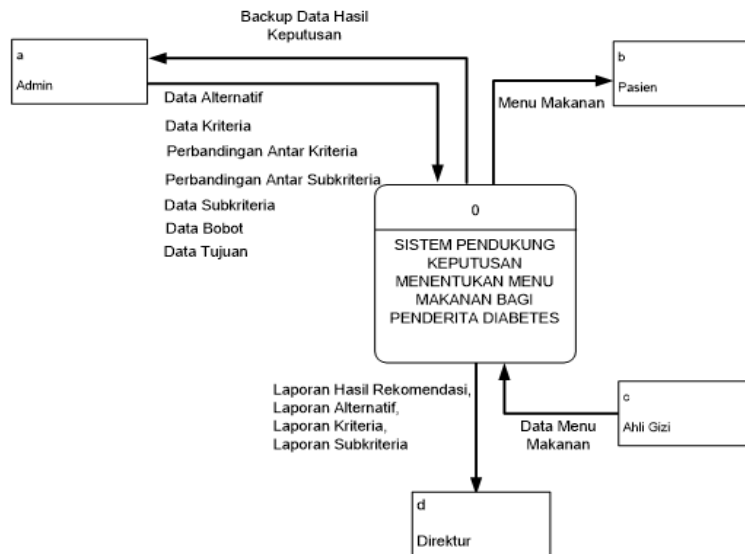 Backup Data Hasil
Keputusan
a
Admin
b
Pasien
Data Alternatif
Data Kriteria
Perbandingan Antar Kriteria
Perbandingan Antar Subkriteria
Data Subkriteria
Data Bobot
Data Tujuan
Menu Makanan
0
SISTEM PENDUKUNG
KEPUTUSAN
MENENTUKAN MENU
MAKANAN BAGI
PENDERITA DIABETES
Laporan Hasil Rekomendasi,
Laporan Alternatif,
Laporan Kriteria,
Laporan Subkriteria
Data Menu
Makanan
c
Ahli Gizi
d
Direktur